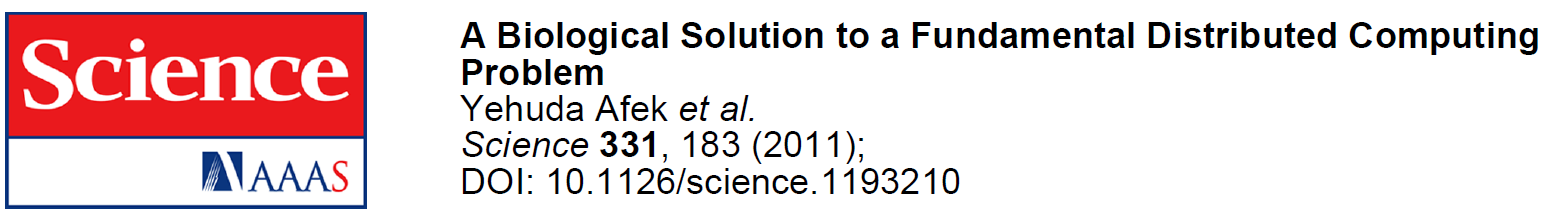 Science
AAAS
A Biological Solution to a Fundamental Distributed Computing
Problem
Yehuda Afek et al.
Science 331, 183 (2011);
DOI: 10.1126/science.1193210